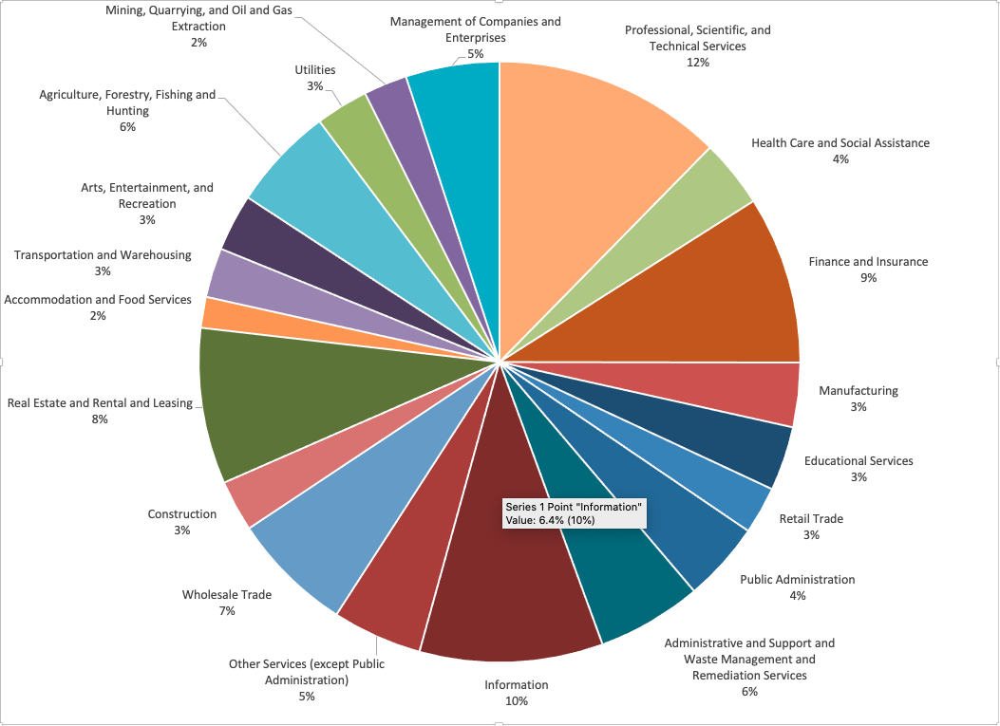 Mining, Quarrying, and Oil and Gas
Extraction
2%
Management of Companies and
Enterprises
5%
Professional, Scientific, and
Technical Services
12%
Utilities
3%
Agriculture, Forestry, Fishing and
Hunting
6%
Health Care and Social Assistance
4%
Arts, Entertainment, and
Recreation
3%
Transportation and Warehousing
3%
Finance and Insurance
9%
Accommodation and Food Services
2%
Manufacturing
3%
Real Estate and Rental and Leasing
8%
Educational Services
3%
Series 1 Point "Information"
Value: 6.4% (10%)
Construction
3%
Retail Trade
3%
Public Administration
4%
Wholesale Trade
7%
Administrative and Support and
Waste Management and
Remediation Services
6%
Other Services (except Public
Administration)
5%
Information
10%